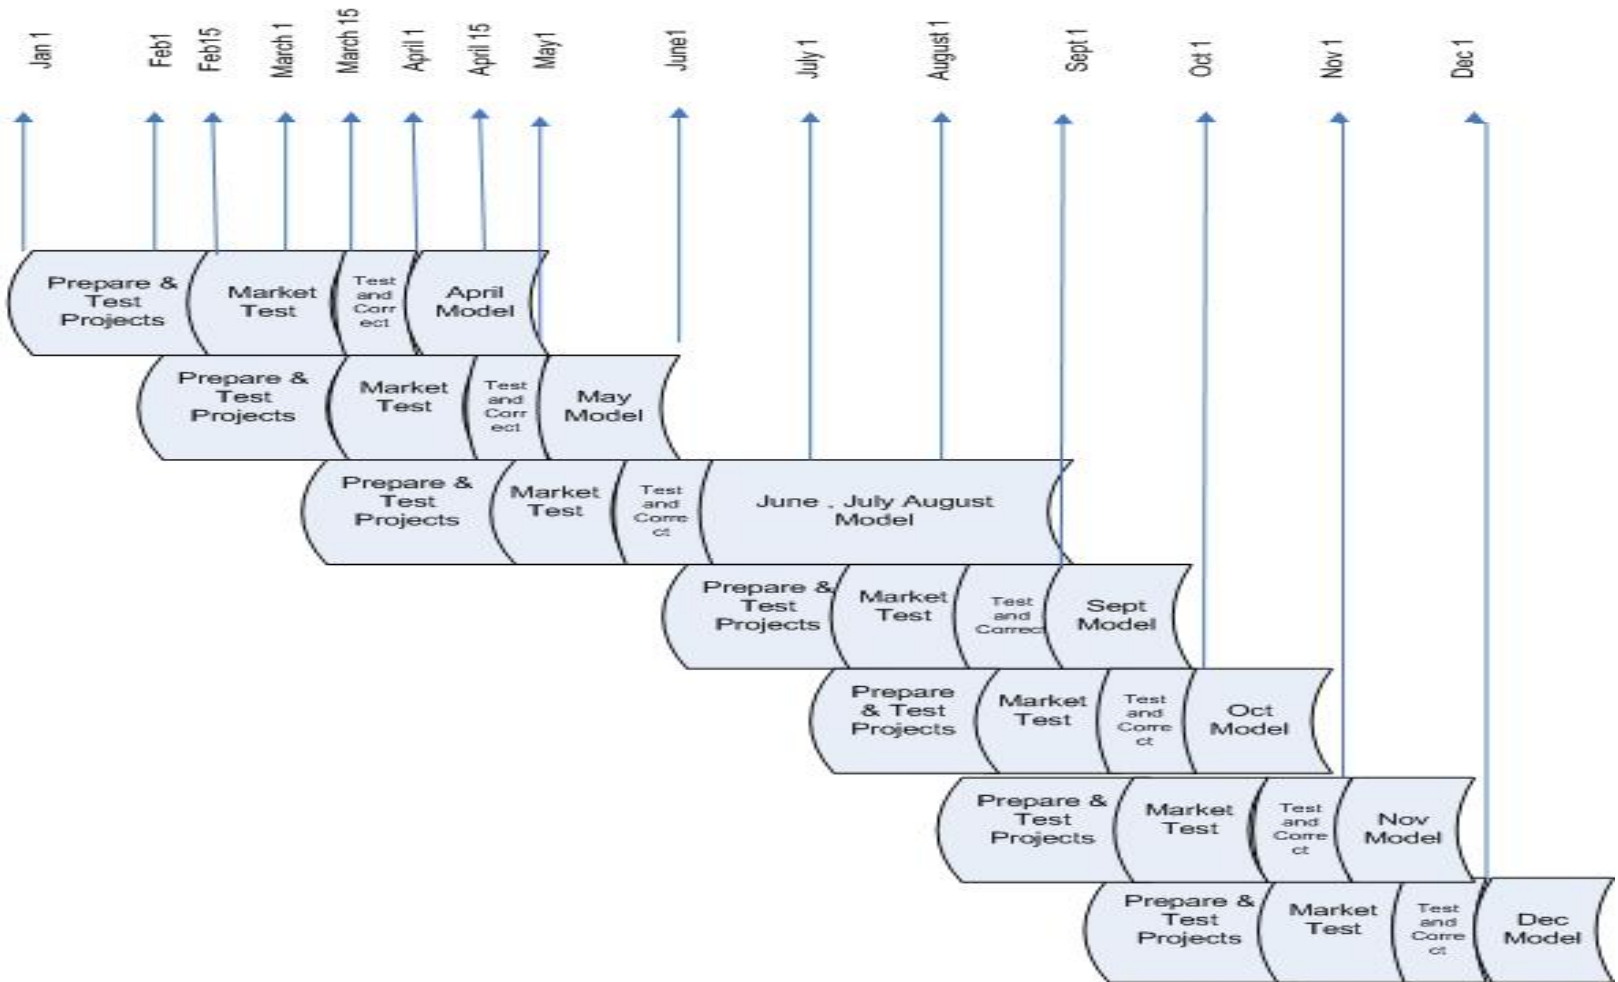 Jan 1
Feb1
Feb15
March 1
March 15
April 1
April 15
May1
June1
July 1
August 1
Sept 1
Oct 1
Nov 1
Dec 1
Prepare &
Test
Projects
Market
Test
Test
and
Corr
ect
April
Model
Prepare &
Test
Projects
Market
Test
Test
and
Corr
ect
May
Model
Prepare &
Test
Projects
Market
Test
Test
and
Corre
ct
June , July August
Model
Prepare &
Test
Projects
Market
Test
Test
and
Correc
Sept
Model
Prepare
& Test
Projects
Market
Test
Test
and
Corre
ct
Oct
Model
Prepare &
Test
Projects
Market
Test
Test
and
Corre
ct
Nov
Model
Prepare &
Test
Projects
Market
Test
Test
and
Corre
ct
Dec
Model